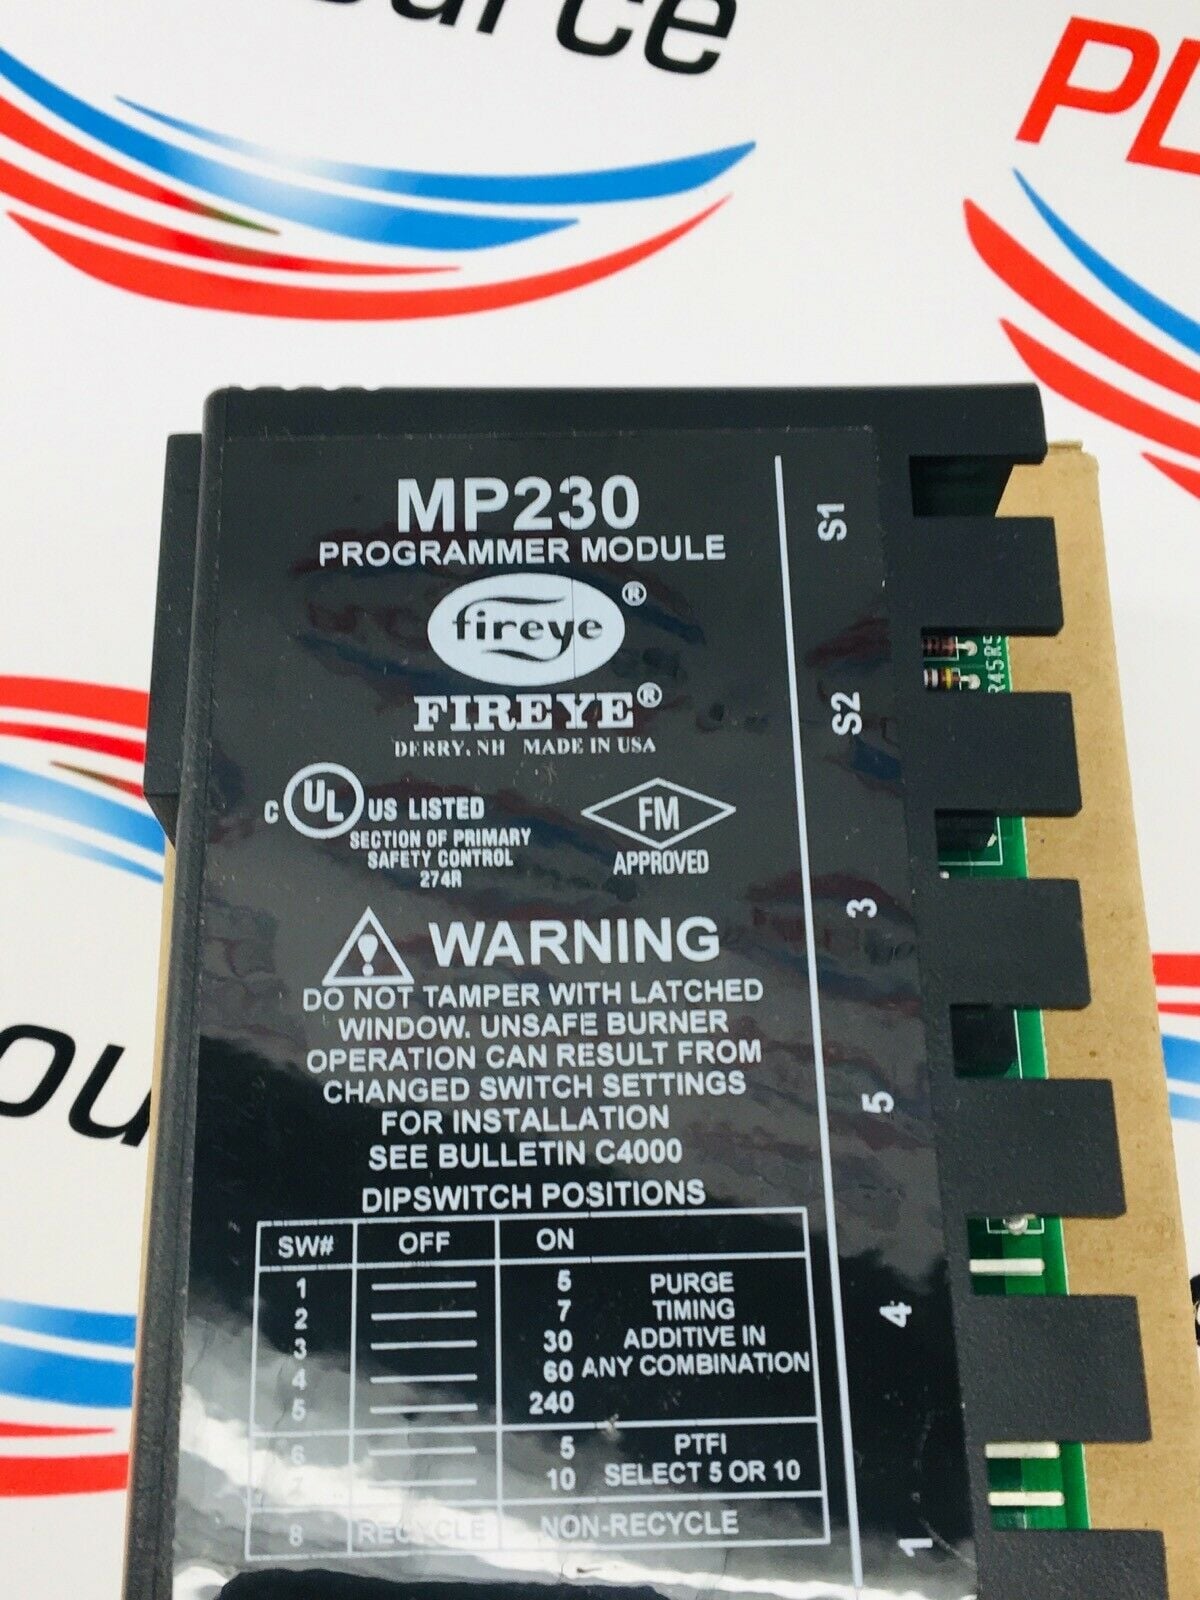 PL
MP230
PROGRAMMER MODULE
fireye ®
FIREYE®
DERRY, NH MADE IN USA
C UL US LISTED
SECTION OF PRIMARY
SAFETY CONTROL
274R
FM
APPROVED
! WARNING
DO NOT TAMPER WITH LATCHED
WINDOW. UNSAFE BURNER
OPERATION CAN RESULT FROM
CHANGED SWITCH SETTINGS
FOR INSTALLATION
SEE BULLETIN C4000
DIPSWITCH POSITIONS
SW# OFF ON
1 5 PURGE
2 7 TIMING
3 30 ADDITIVE IN
4 60 ANY COMBINATION
5 240
6 5 PTFI
7 10 SELECT 5 OR 10
8 RECYCLE NON-RECYCLE
S1
S2
3
5
4
1
R45